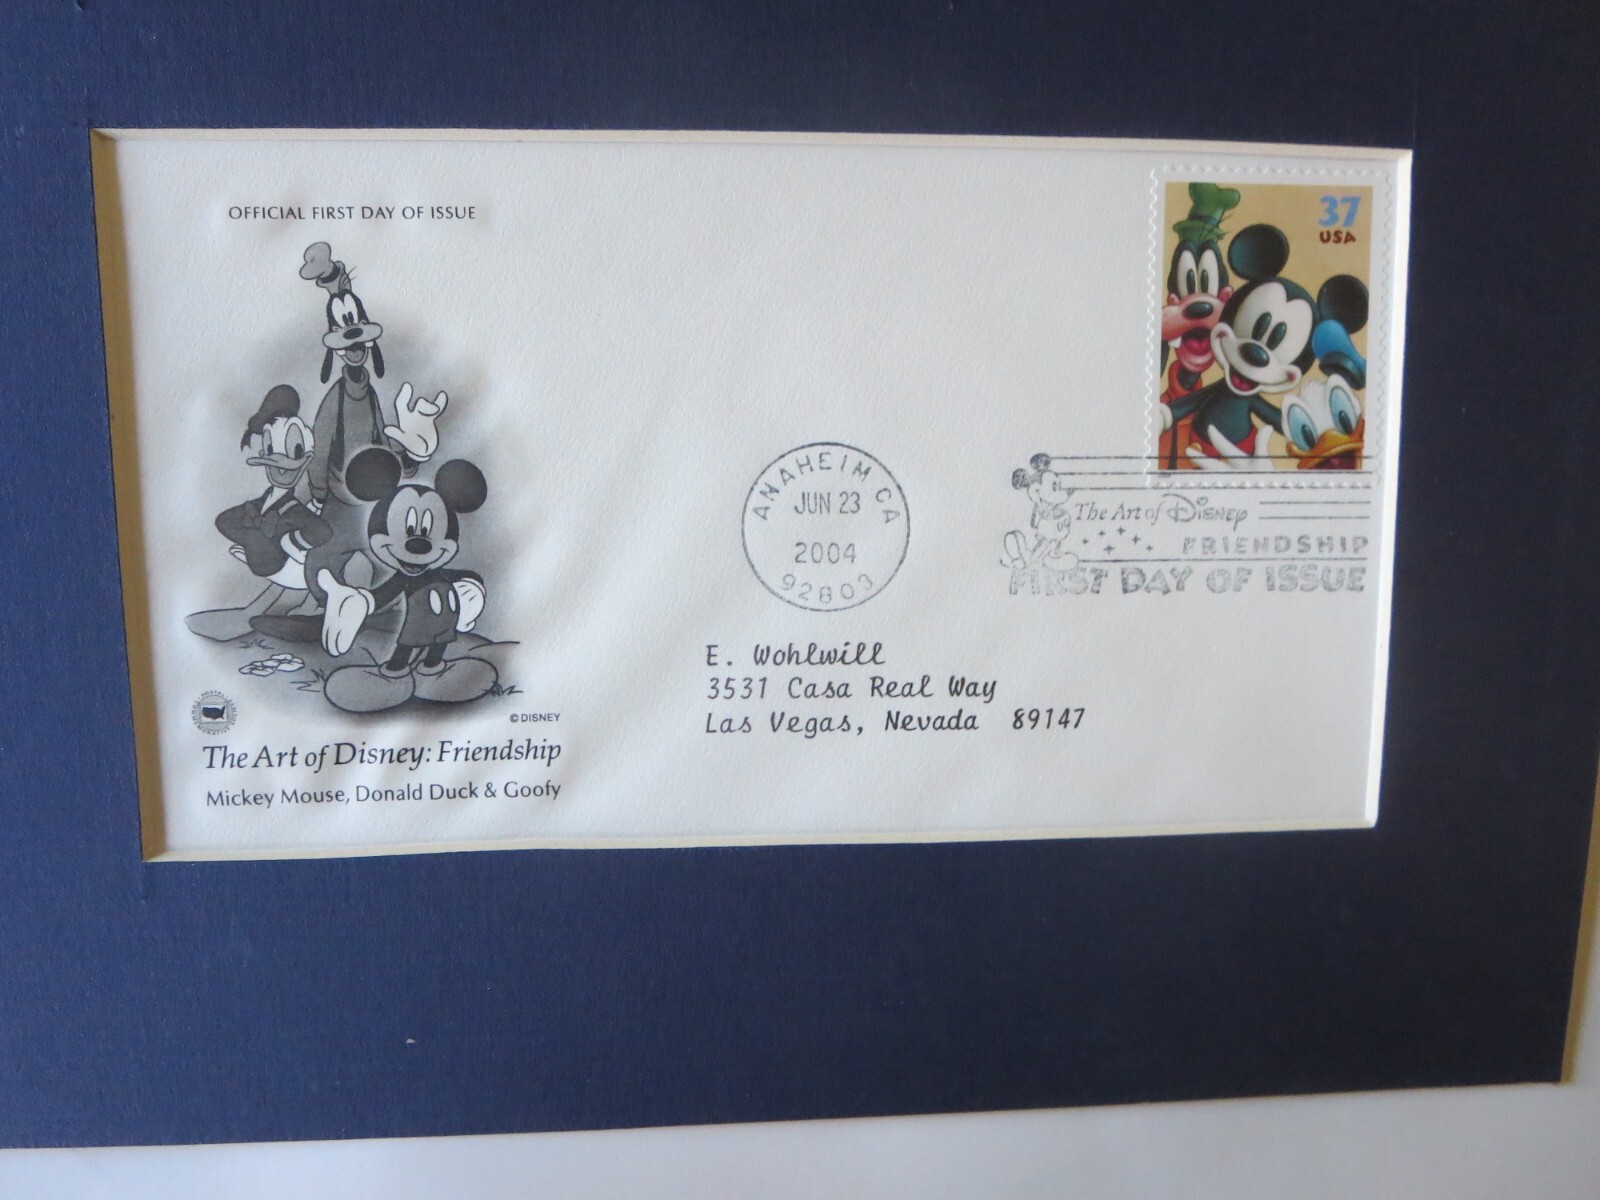 OFFICIAL FIRST DAY OF ISSUE
37
USA
ANAHEIM CA
JUN 23
2004
92803
The Art of Disney
FRIENDSHIP
FIRST DAY OF ISSUE
E. Wohlwill
3531 Casa Real Way
Las Vegas, Nevada 89147
© DISNEY
The Art of Disney: Friendship
Mickey Mouse, Donald Duck & Goofy